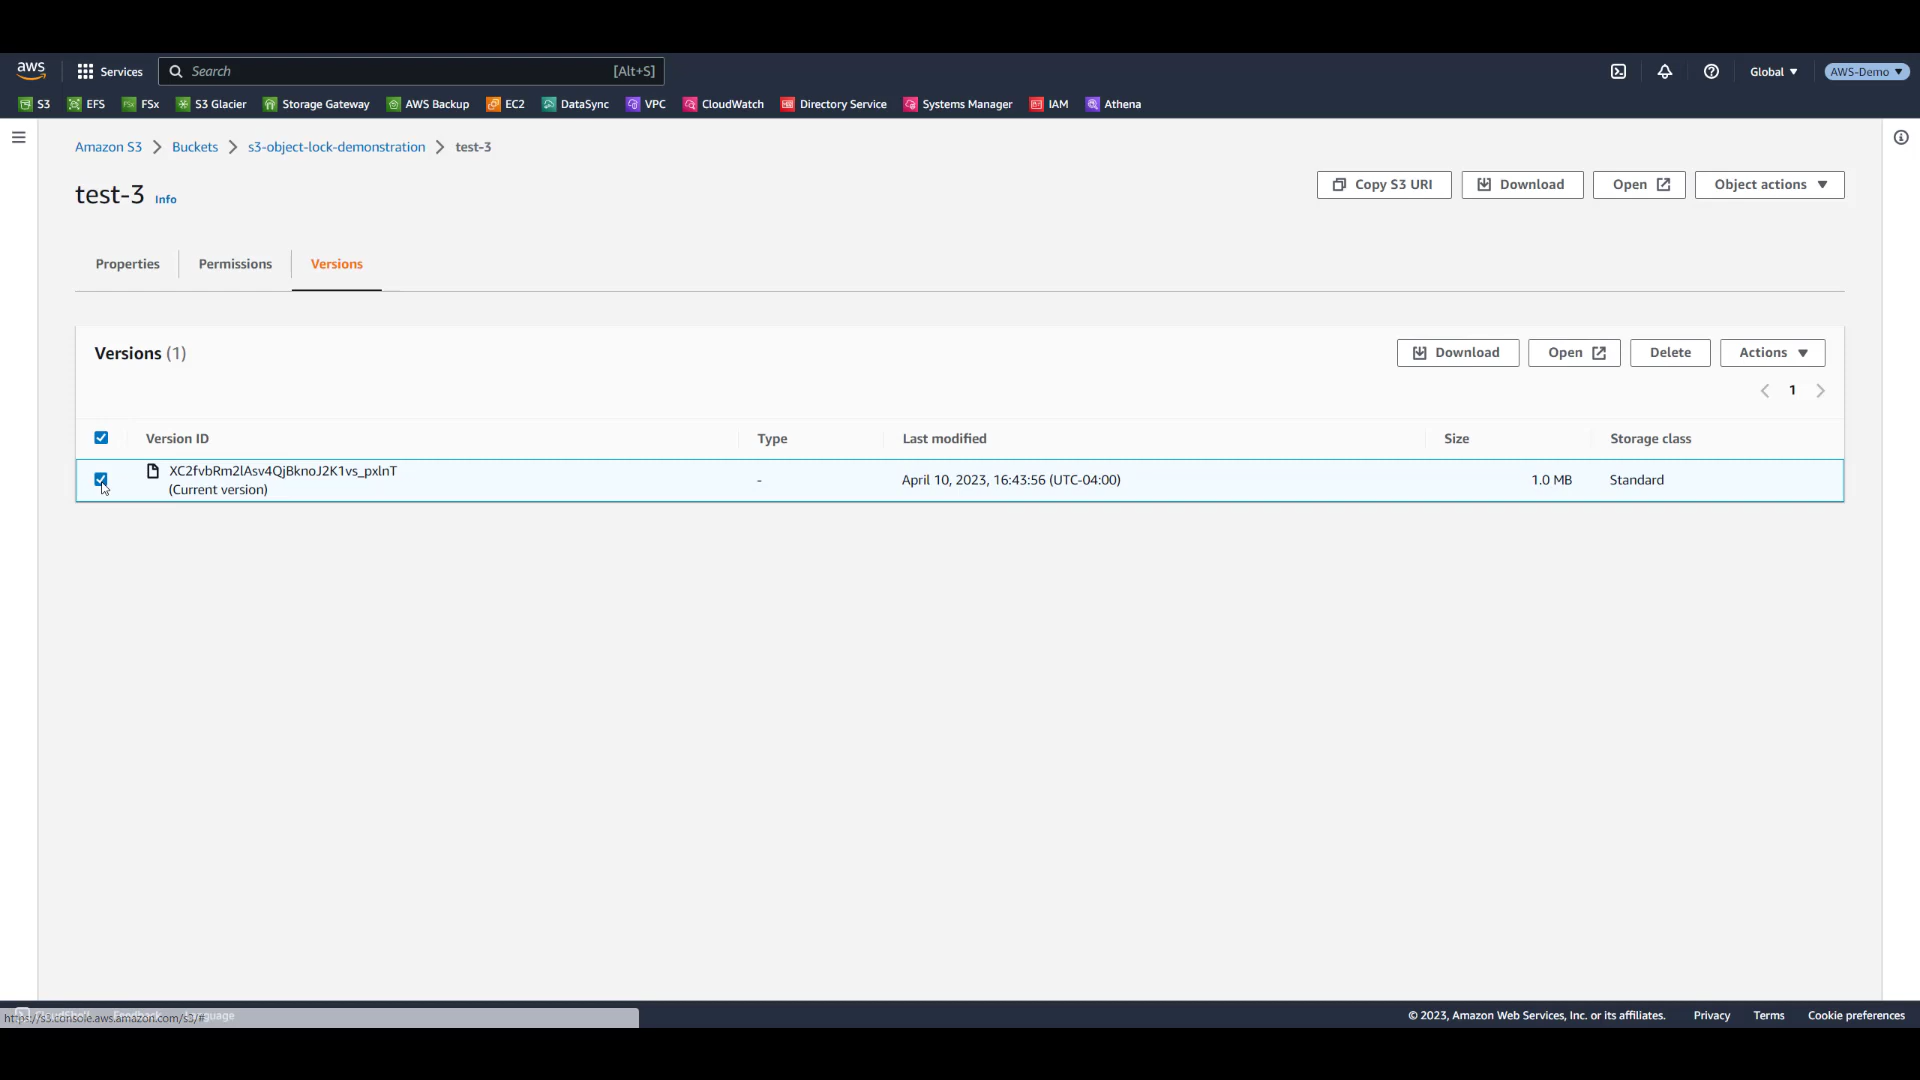 aws
Services
Search
[Alt+S]
Global
AWS-Demo
S3
EFS
FSx
S3 Glacier
Storage Gateway
AWS Backup
EC2
DataSync
VPC
CloudWatch
Directory Service
Systems Manager
IAM
Athena
Amazon S3
Buckets
s3-object-lock-demonstration
test-3
test-3
Info
Copy S3 URI
Download
Open
Object actions
Properties
Permissions
Versions
Versions (1)
Download
Open
Delete
Actions
1
Version ID
Type
Last modified
Size
Storage class
XC2fvbRm2lAsv4QjBknoJ2K1vs_pxlnT
(Current version)
-
April 10, 2023, 16:43:56 (UTC-04:00)
1.0 MB
Standard
https://s3.console.aws.amazon.com/s3/#
© 2023, Amazon Web Services, Inc. or its affiliates.
Privacy
Terms
Cookie preferences